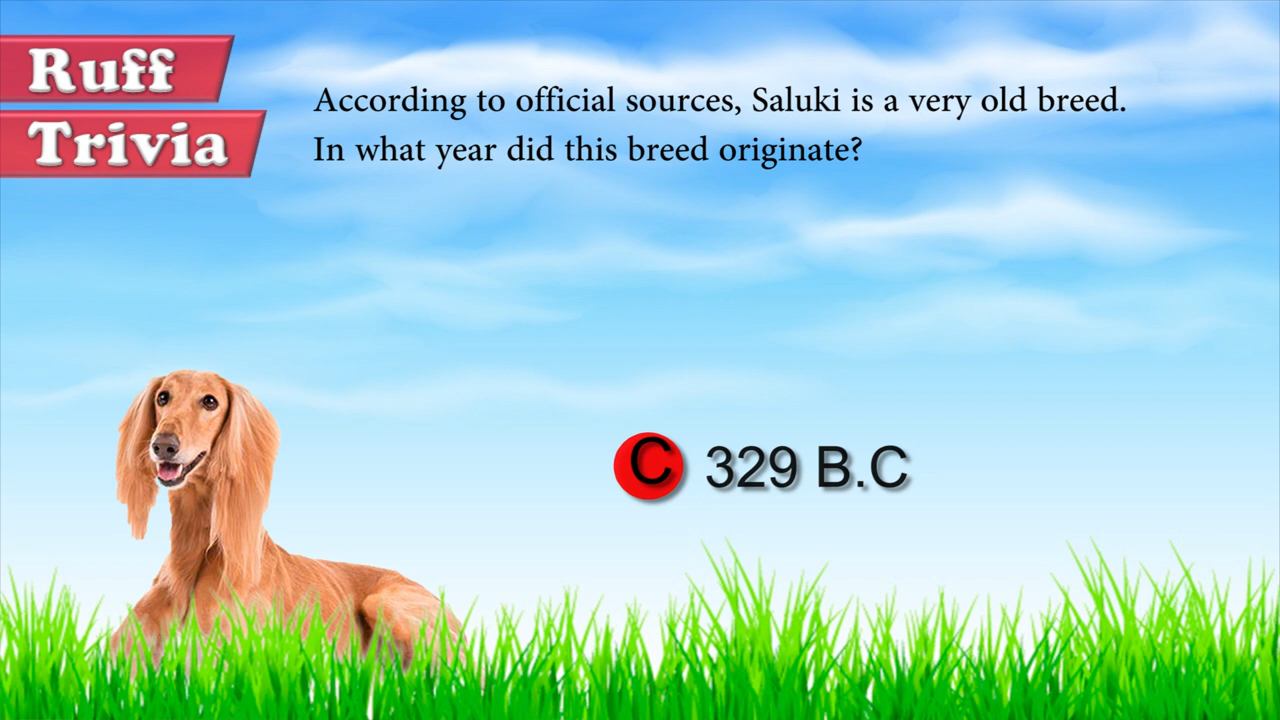 Ruff
Trivia
According to official sources, Saluki is a very old breed.
In what year did this breed originate?
C 329 B.C